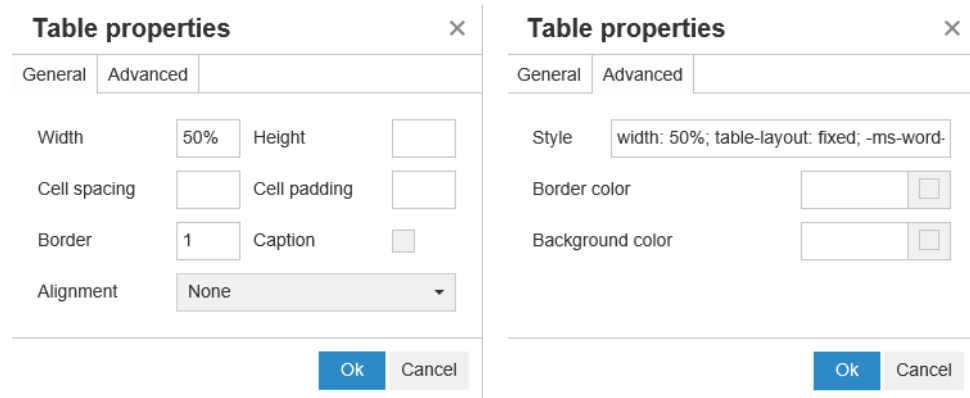 Table properties ×
General Advanced
Width 50% Height
Cell spacing Cell padding
Border 1 Caption
Alignment None
Ok Cancel
Table properties ×
General Advanced
Style width: 50%; table-layout: fixed; -ms-word-
Border color
Background color
Ok Cancel